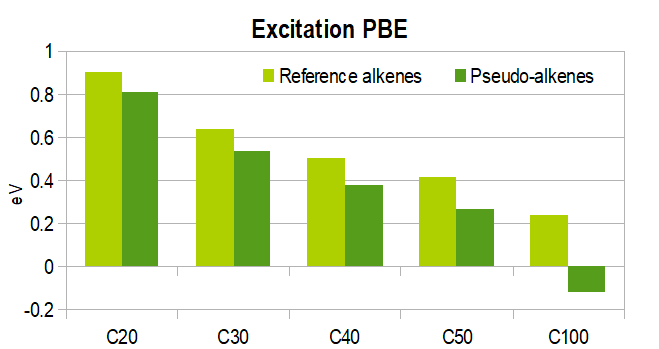 Excitation PBE
1
Reference alkenes
Pseudo-alkenes
0.8
0.6
0.4
0.2
0
-0.2
eV
C20 C30 C40 C50 C100